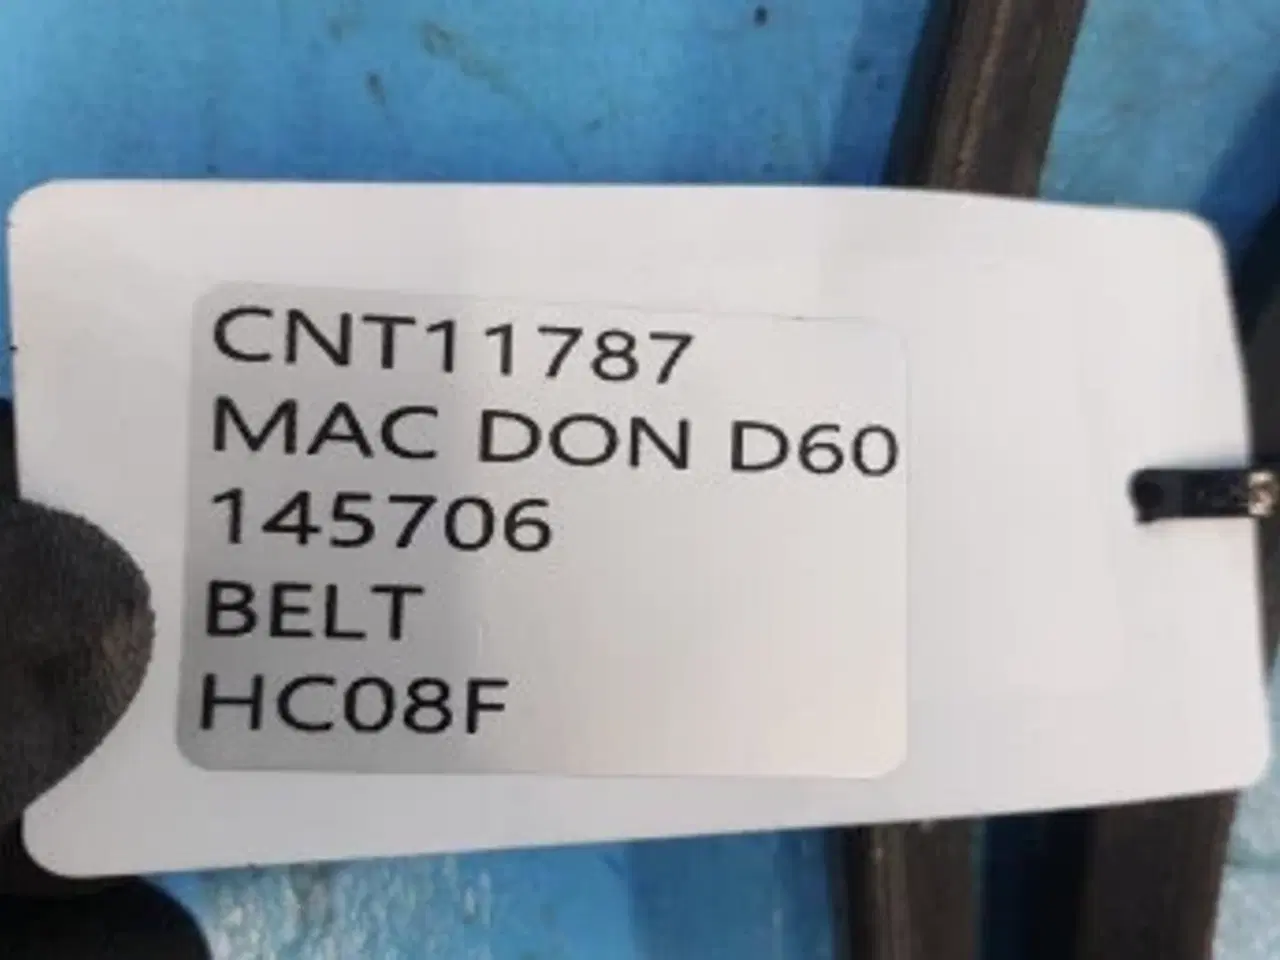 CNT11787
MAC DON D60
145706
BELT
HC08F